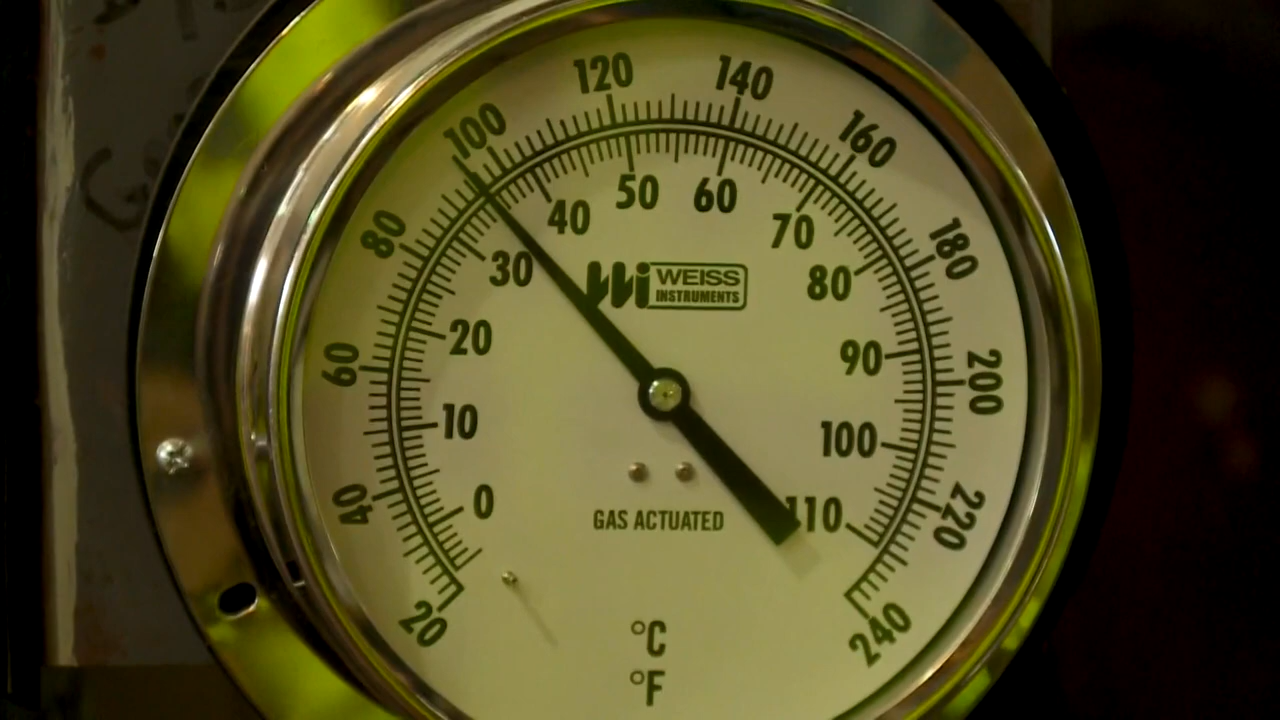 120 140
100 160
80 180
60 200
40 220
20 240
50 60
40 70
30 80
20 90
10 100
0 110
WEISS
INSTRUMENTS
GAS ACTUATED
°C
°F